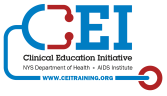 CEI
Clinical Education Initiative
NYS Department of Health • AIDS Institute
WWW.CEITRAINING.ORG